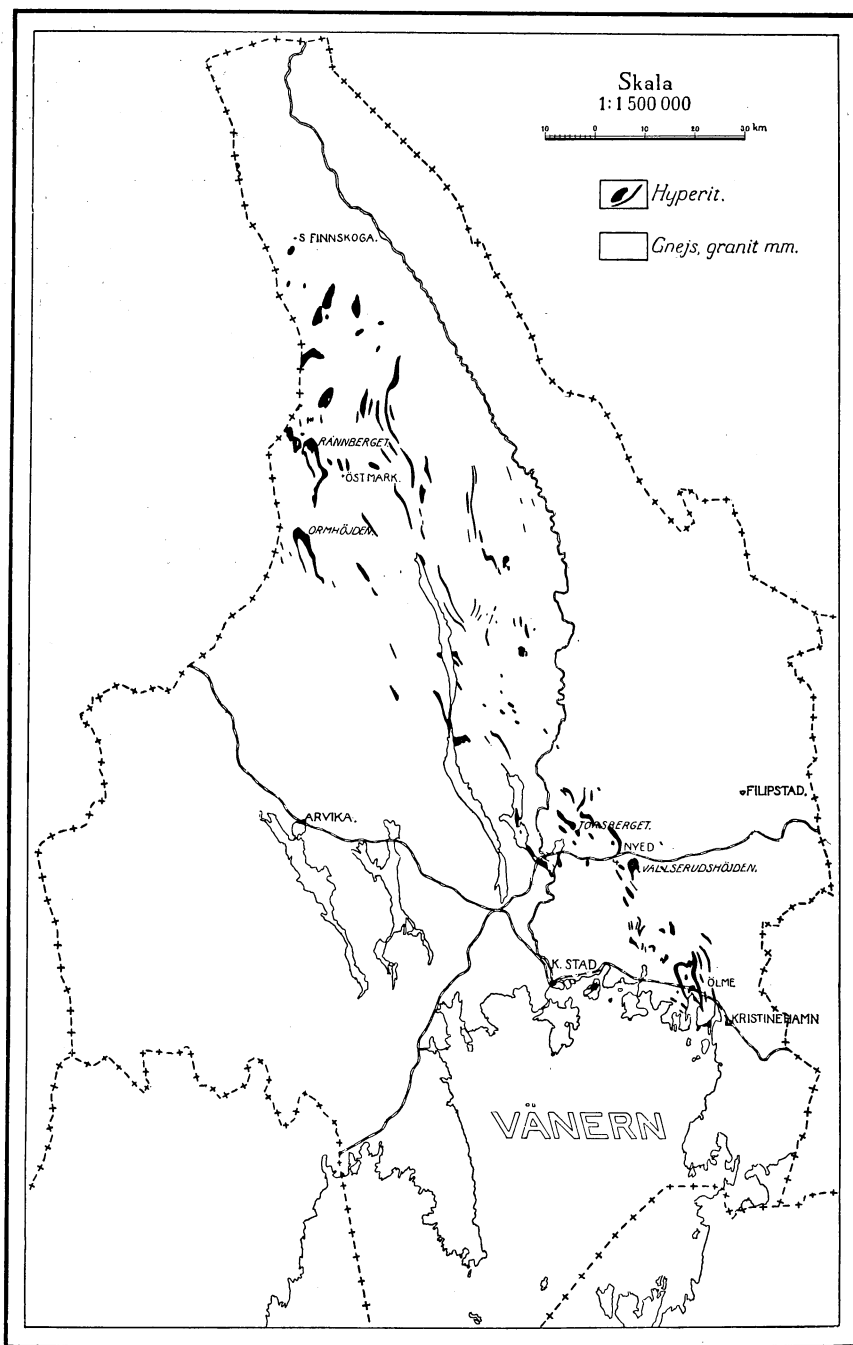 Skala
1:1 500 000
10 0 10 20 30 km
Hyperit.
Gnejs, granit mm.
S FINNSKOGA.
RÄNNBERGET.
ÖSTMARK.
ORMHÖJDEN.
FILIPSTAD.
ARVIKA.
TORSBERGET.
NYED
VALLSERUDSHÖJDEN.
K. STAD
ÖLME
KRISTINEHAMN
VÄNERN